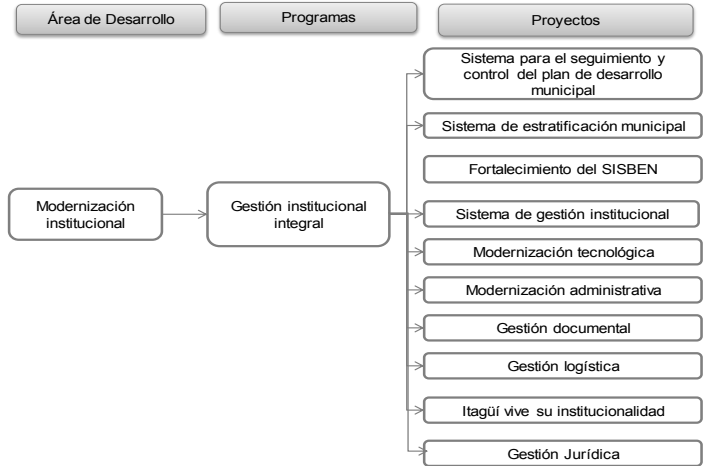 Área de Desarrollo
Programas
Proyectos
Sistema para el seguimiento y
control del plan de desarrollo
municipal
Sistema de estratificación municipal
Fortalecimiento del SISBEN
Modernización
institucional
Gestión institucional
integral
Sistema de gestión institucional
Modernización tecnológica
Modernización administrativa
Gestión documental
Gestión logística
Itagüí vive su institucionalidad
Gestión Jurídica